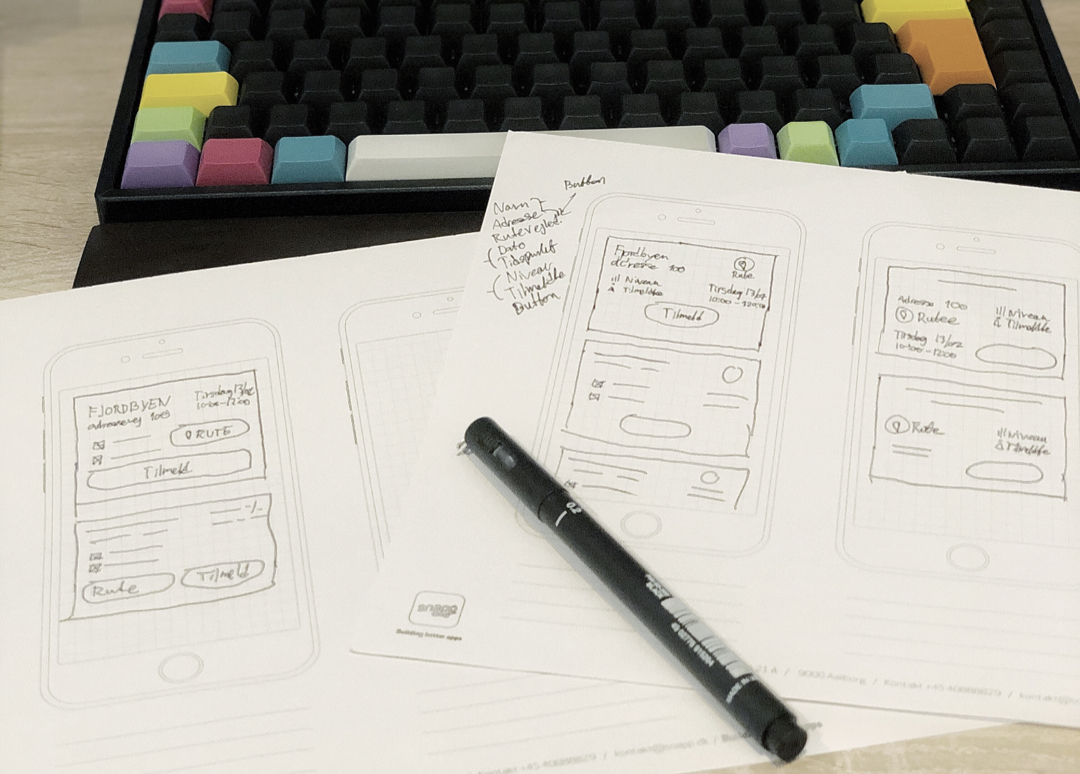 Button
Navn
Adresse
Rutevejled.
Dato
Tidspunkt
Niveau
Tilmeldte
Button
Fjordbyen
adresse 100
Rute
Niveau
Tilmeldte
Tirsdag 13/02
10:00-12:00
Tilmeld
Adresse 100
Rute
Tirsdag 13/02
10:00-12:00
Niveau
Tilmeldte
Rute
Niveau
Tilmeldte
FJORDBYEN
adressevej 100
Tirsdag 13/02
10:00-12:00
RUTE
Tilmeld
Rute
Tilmeld
0.2
snapp
Building better apps
21 A / 9000 Aalborg / Kontakt +45 40888829 /
+45 40888829 / kontakt@snapp.dk /